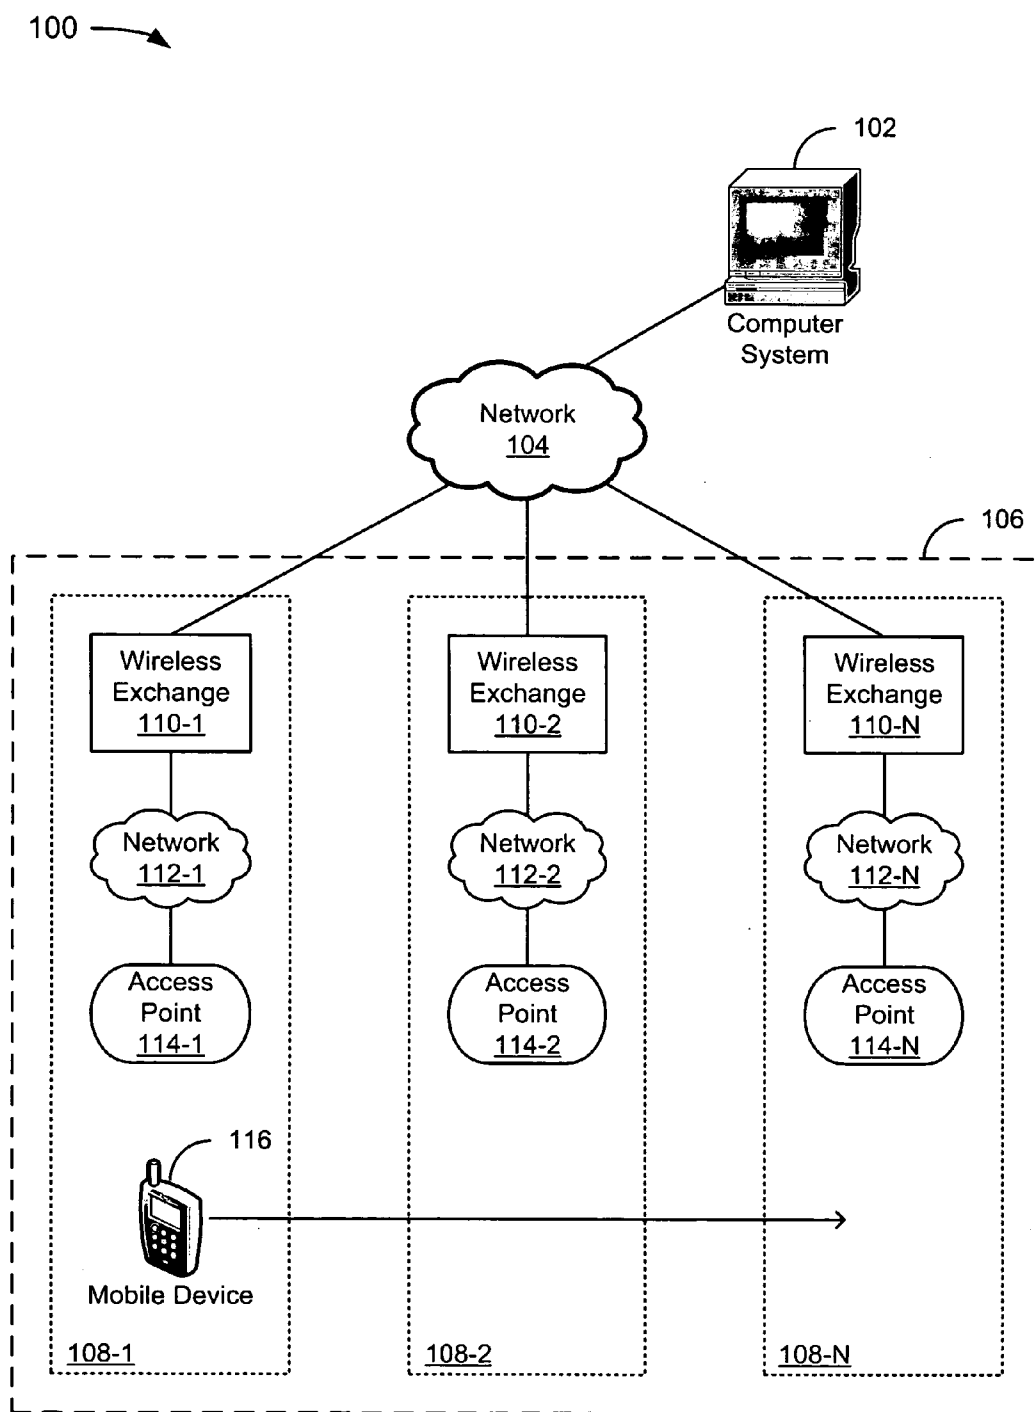 100
102
Computer
System
Network
104
106
Wireless
Exchange
110-1
Wireless
Exchange
110-2
Wireless
Exchange
110-N
Network
112-1
Network
112-2
Network
112-N
Access
Point
114-1
Access
Point
114-2
Access
Point
114-N
116
Mobile Device
108-1
108-2
108-N